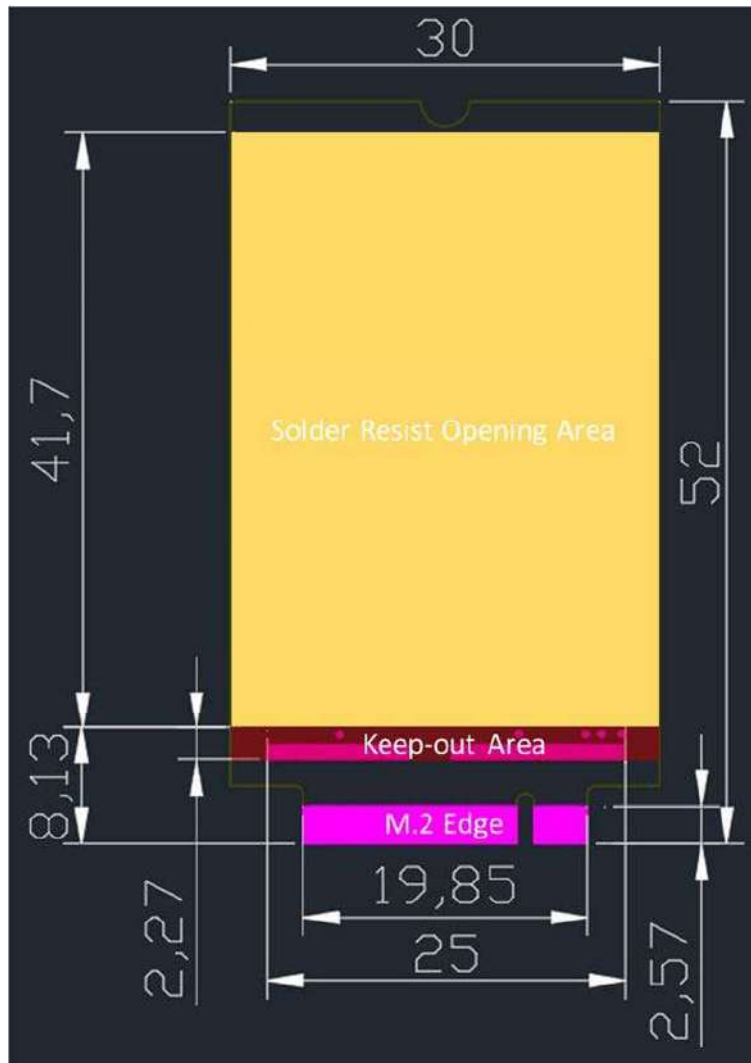 30
41,7
Solder Resist Opening Area
52
Keep-out Area
8,13
M.2 Edge
19,85
2,27
25
2,57